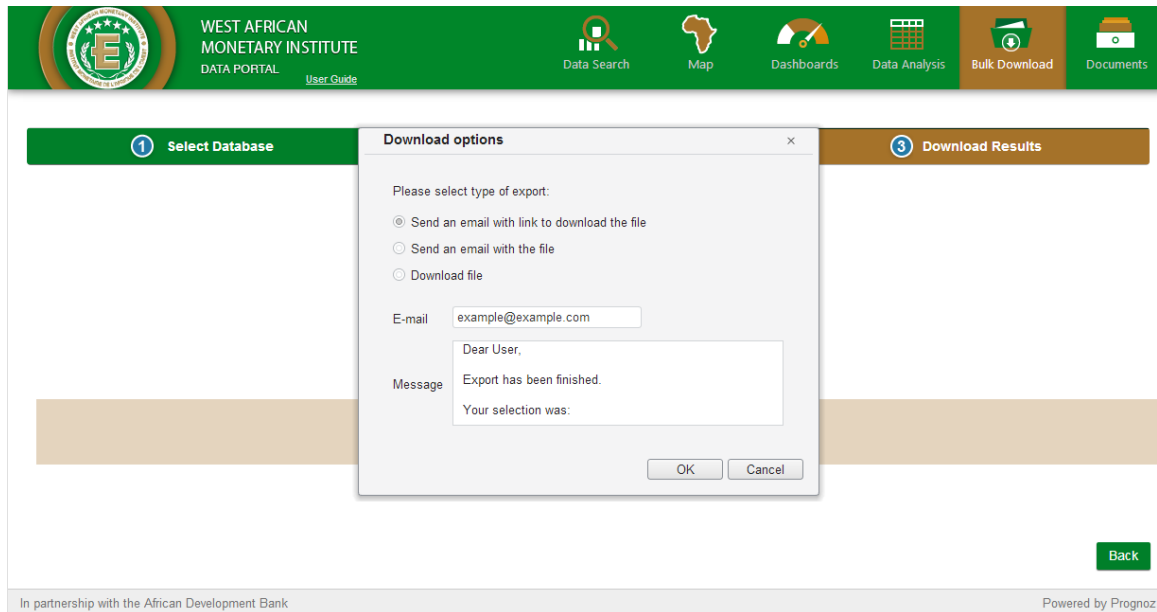 WEST AFRICAN
MONETARY INSTITUTE
DATA PORTAL
User Guide
Data Search
Map
Dashboards
Data Analysis
Bulk Download
Documents
1 Select Database
3 Download Results
Download options
Please select type of export:
Send an email with link to download the file
Send an email with the file
Download file
E-mail example@example.com
Message
Dear User,
Export has been finished.
Your selection was:
OK
Cancel
Back
In partnership with the African Development Bank
Powered by Prognoz